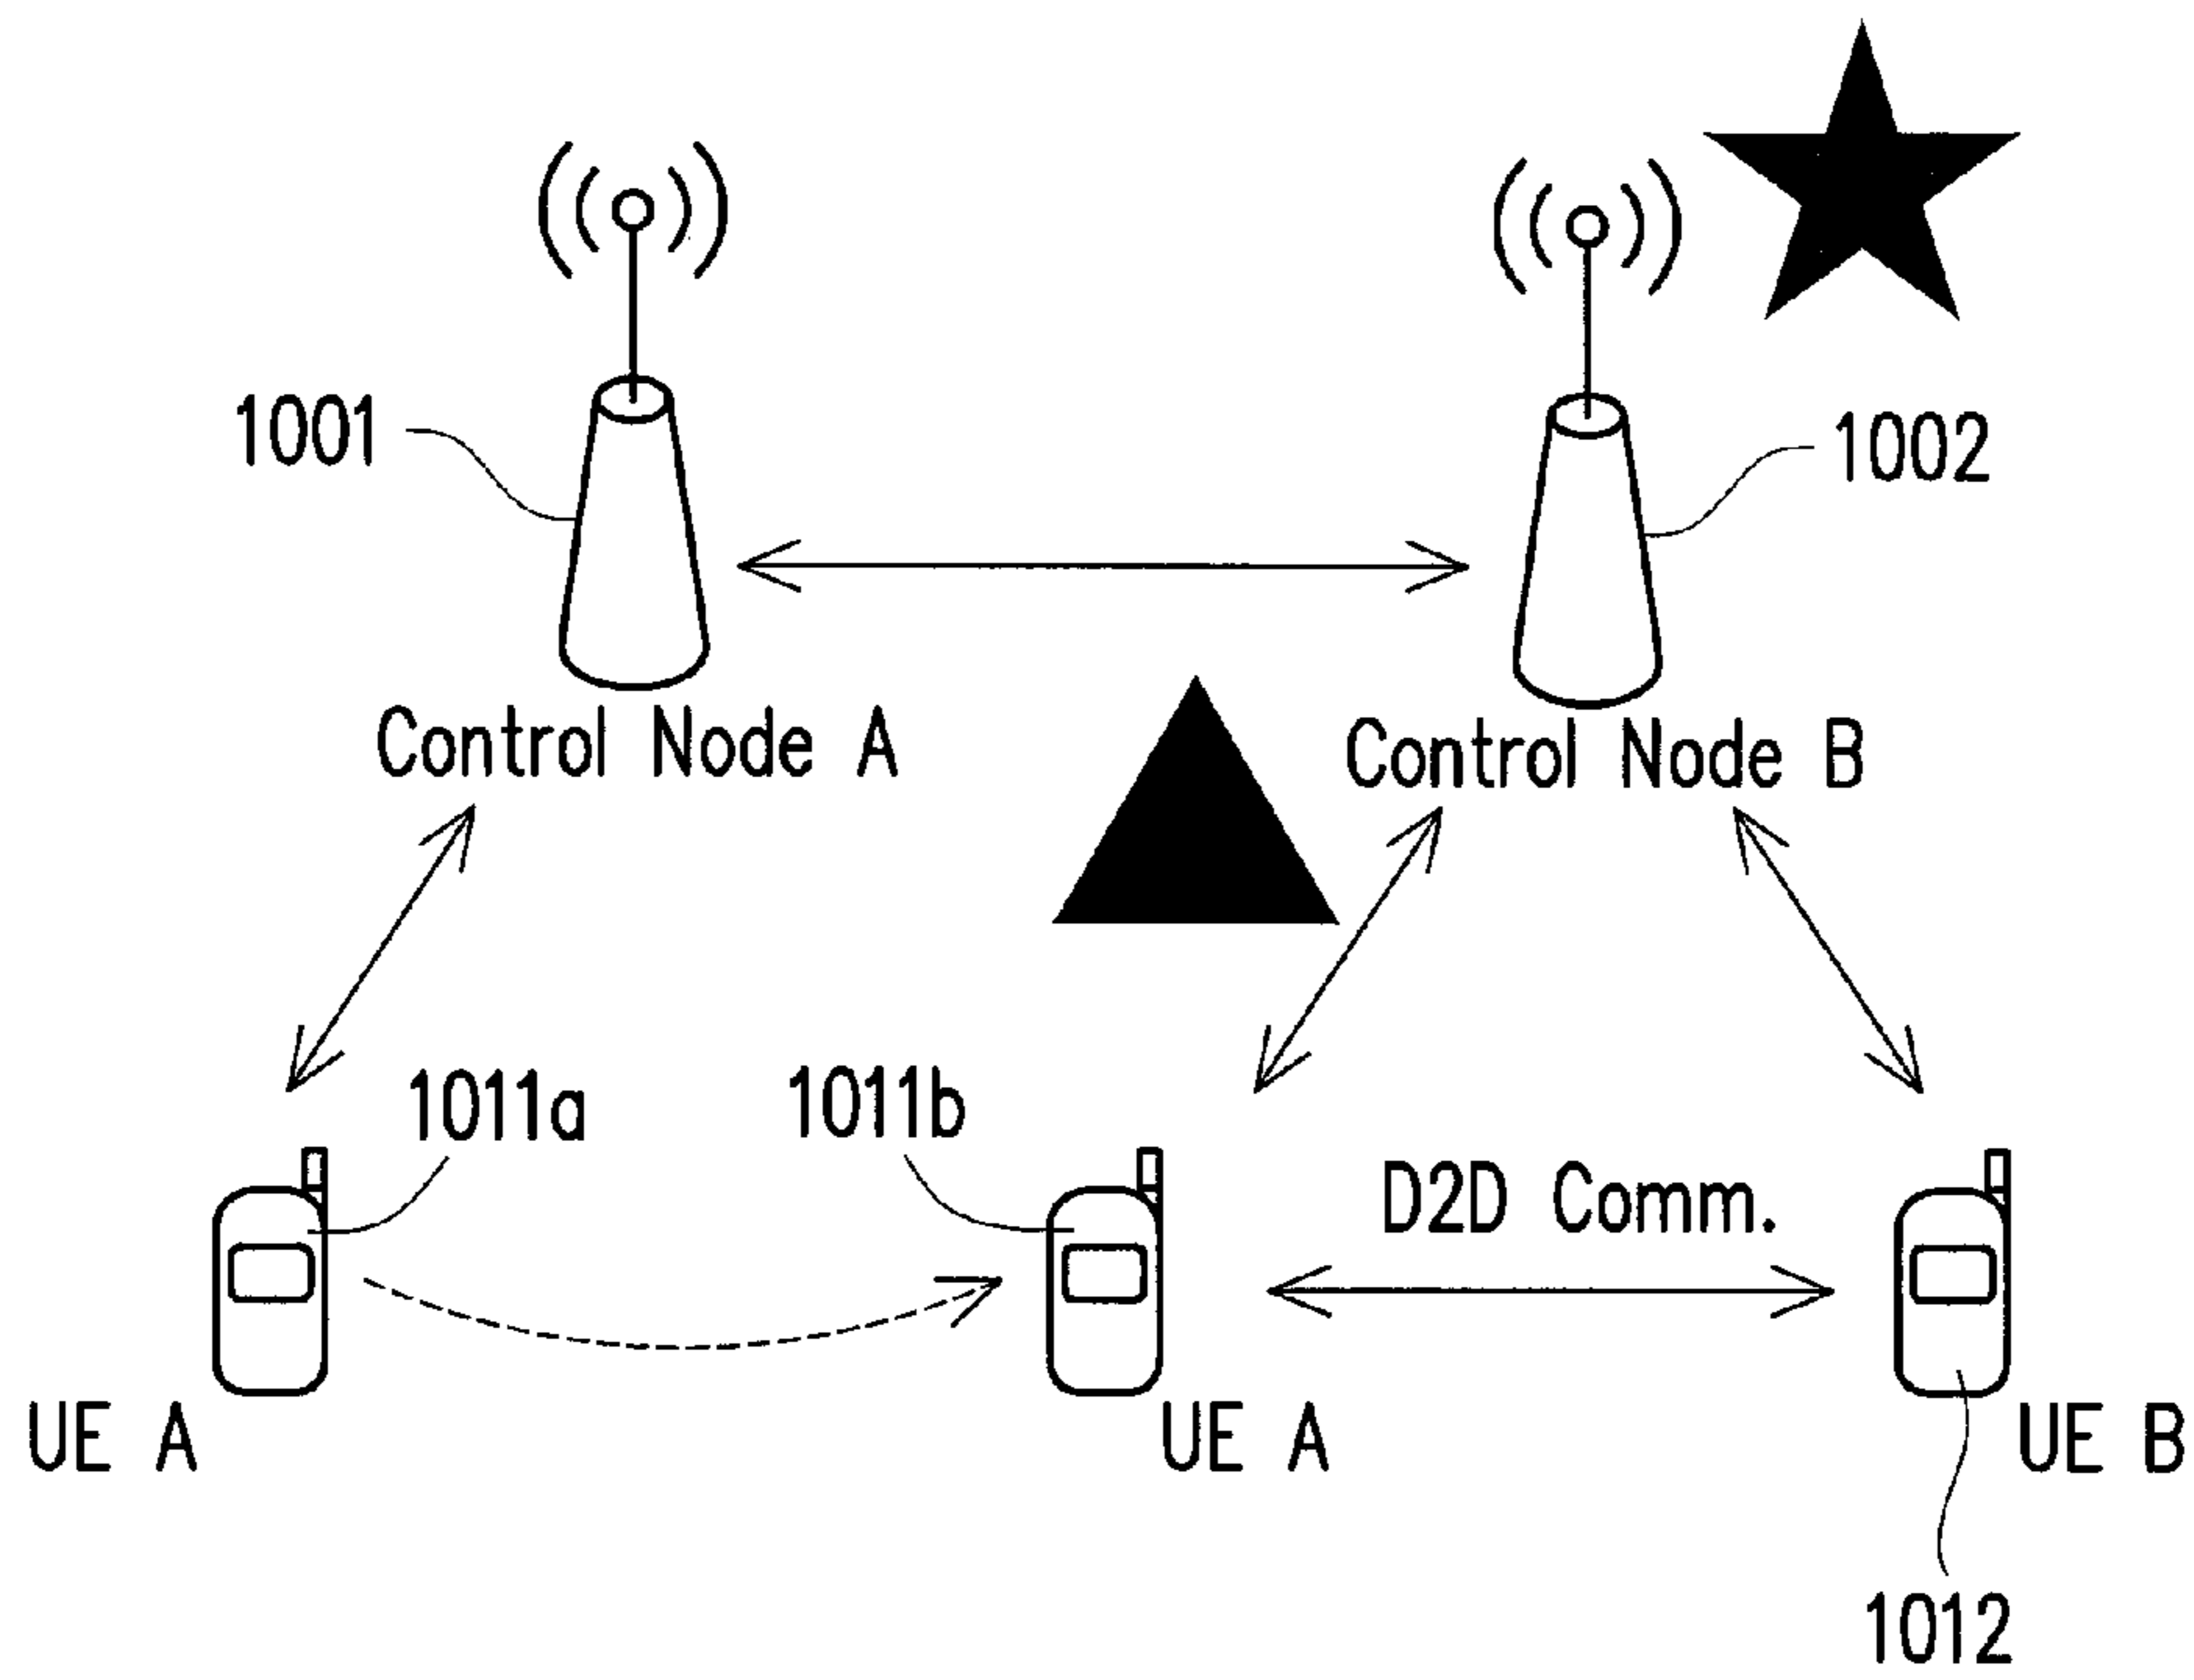 1001
1002
Control Node A
Control Node B
1011a
1011b
D2D Comm.
UE A
UE A
UE B
1012